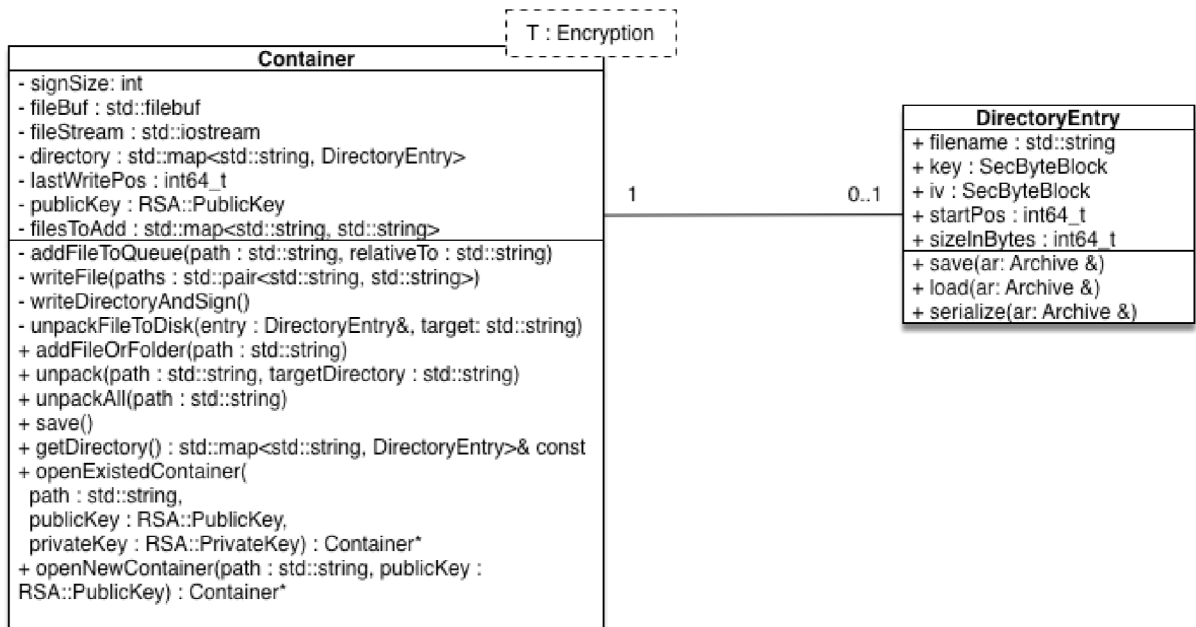 T : Encryption
Container
- signSize: int
- fileBuf : std::filebuf
- fileStream : std::iostream
- directory : std::map<std::string, DirectoryEntry>
- lastWritePos : int64_t
- publicKey : RSA::PublicKey
- filesToAdd : std::map<std::string, std::string>
- addFileToQueue(path : std::string, relativeTo : std::string)
- writeFile(paths : std::pair<std::string, std::string>)
- writeDirectoryAndSign()
- unpackFileToDisk(entry : DirectoryEntry&, target: std::string)
+ addFileOrFolder(path : std::string)
+ unpack(path : std::string, targetDirectory : std::string)
+ unpackAll(path : std::string)
+ save()
+ getDirectory() : std::map<std::string, DirectoryEntry>& const
+ openExistedContainer(
path : std::string,
publicKey : RSA::PublicKey,
privateKey : RSA::PrivateKey) : Container*
+ openNewContainer(path : std::string, publicKey :
RSA::PublicKey) : Container*
1
0..1
DirectoryEntry
+ filename : std::string
+ key : SecByteBlock
+ iv : SecByteBlock
+ startPos : int64_t
+ sizeInBytes : int64_t
+ save(ar: Archive &)
+ load(ar: Archive &)
+ serialize(ar: Archive &)